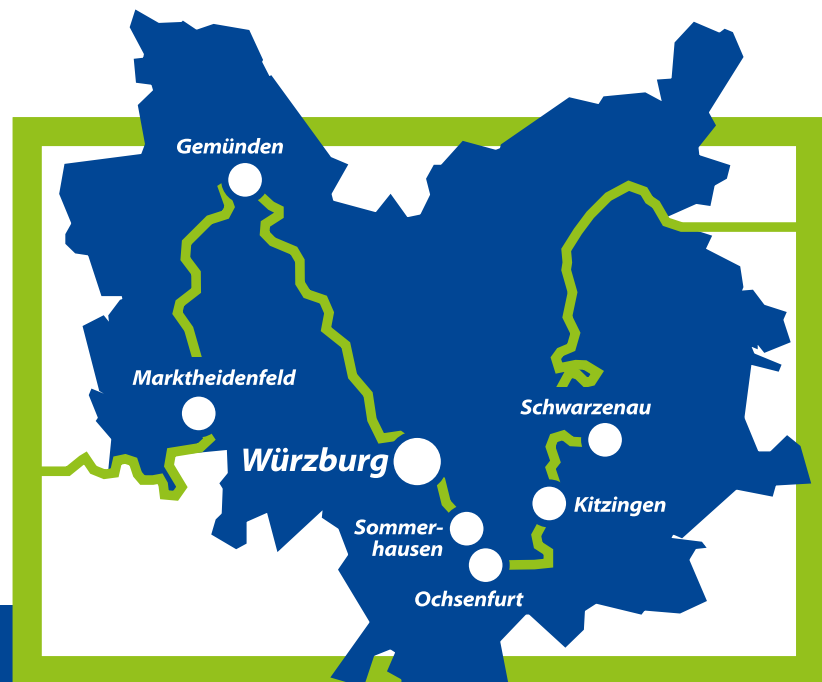 Gemünden
Marktheidenfeld
Schwarzenau
Würzburg
Kitzingen
Sommer-
hausen
Ochsenfurt